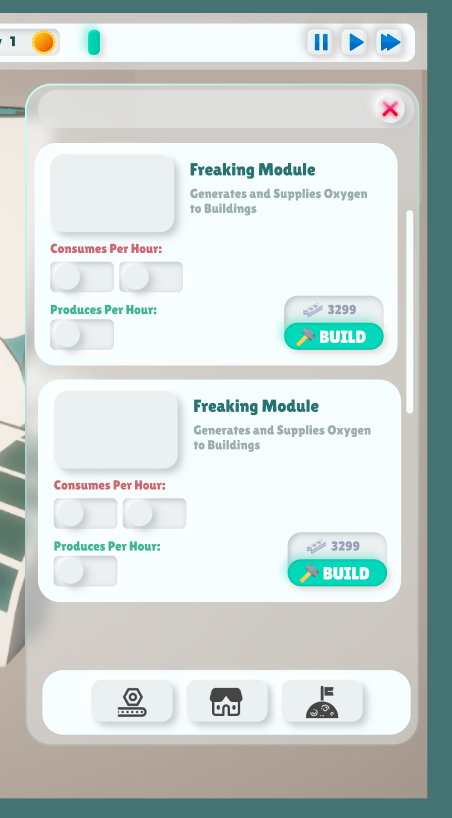 1
Freaking Module
Generates and Supplies Oxygen
to Buildings
Consumes Per Hour:
Produces Per Hour:
3299
BUILD
Freaking Module
Generates and Supplies Oxygen
to Buildings
Consumes Per Hour:
Produces Per Hour:
3299
BUILD